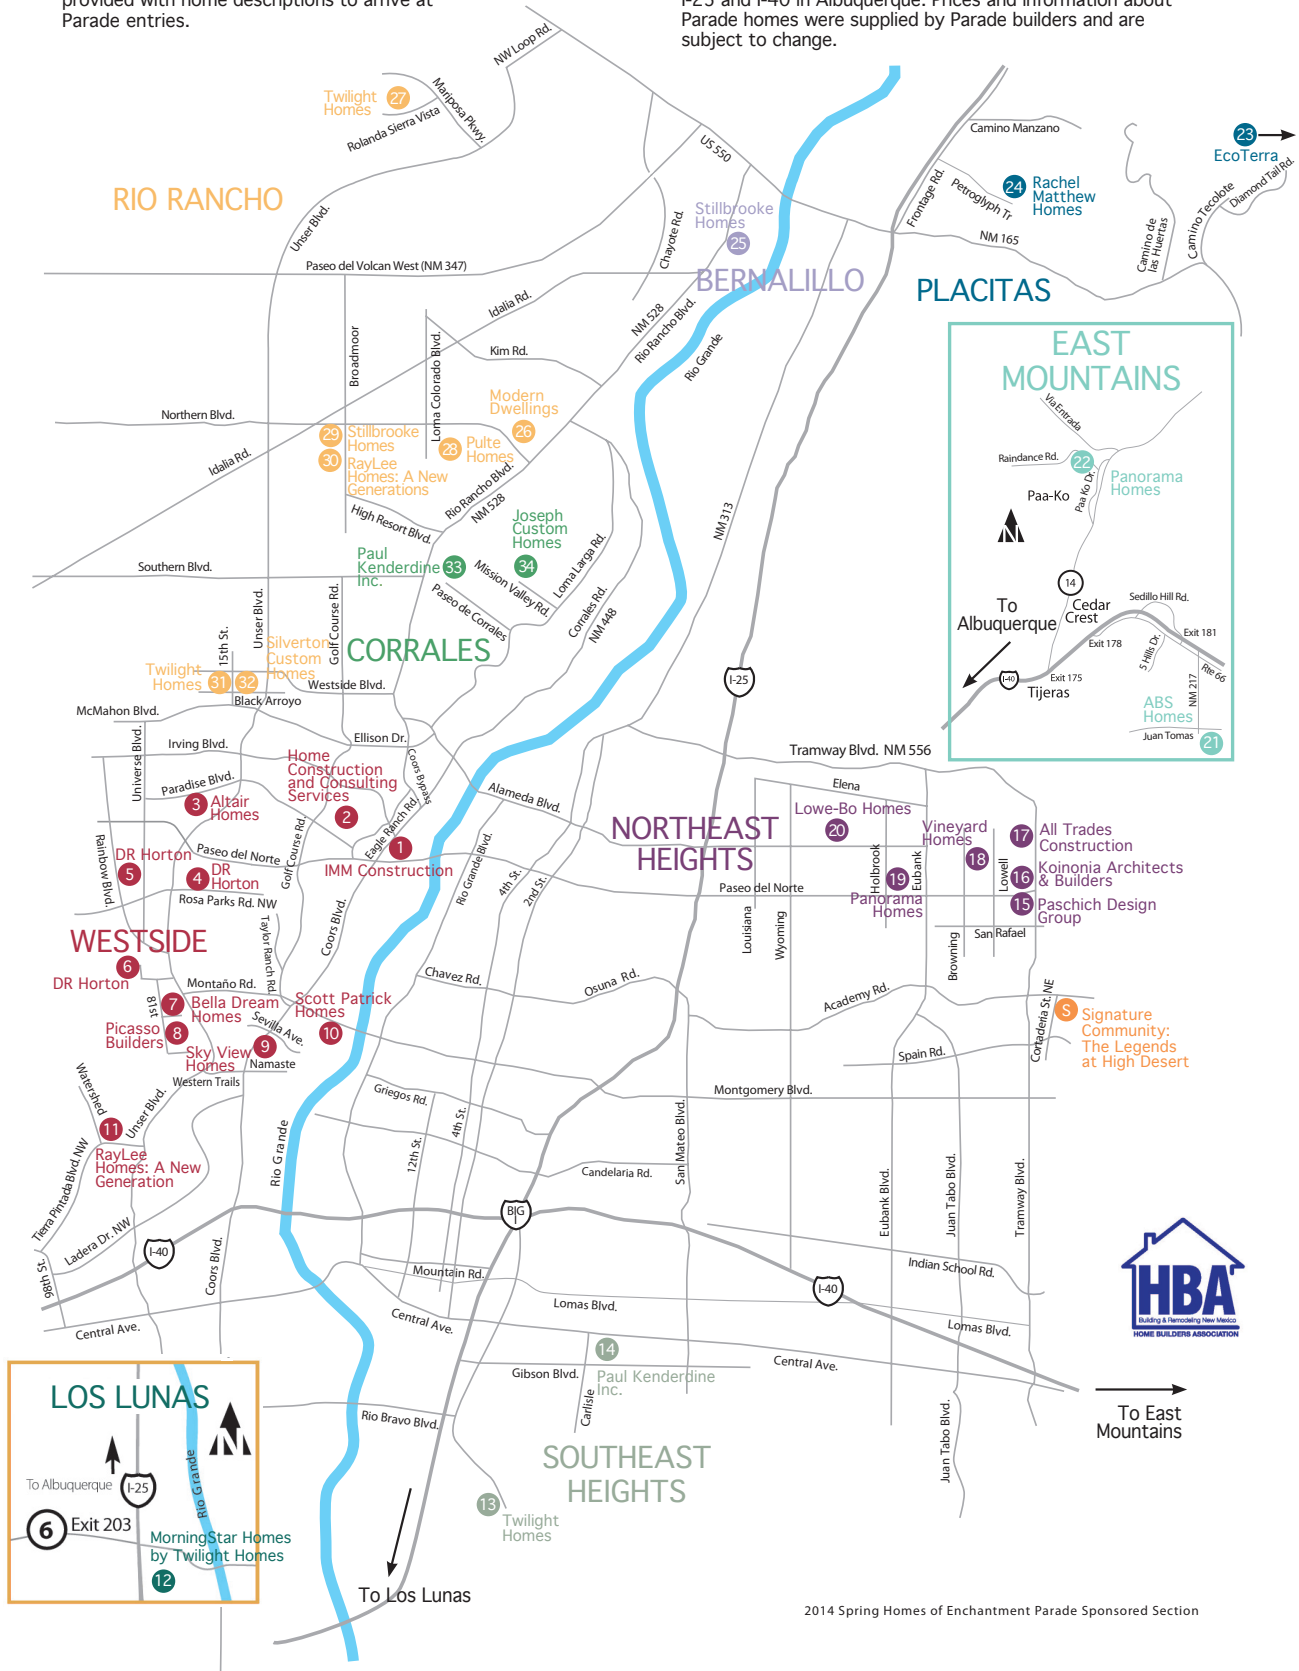 provided with home descriptions to arrive at
Parade entries.
I-25 and I-40 in Albuquerque. Prices and information about
Parade homes were supplied by Parade builders and are
subject to change.
NW Loop Rd.
Twilight
Homes
27
Mariposa Pkwy.
Rolanda Sierra Vista
US 550
Camino Manzano
23
EcoTerra
Diamond Tail Rd.
Camino Tecolote
Camino de
las Huertas
Frontage Rd.
Petroglyph Tr
24
Rachel
Matthew
Homes
NM 165
RIO RANCHO
Unser Blvd.
Stillbrooke
Homes
25
Chayote Rd.
BERNALILLO
PLACITAS
Paseo del Volcan West (NM 347)
Idalia Rd.
NM 528
Rio Rancho Blvd.
Rio Grande
Broadmoor
Loma Colorado Blvd.
Kim Rd.
Northern Blvd.
Modern
Dwellings
26
29
Stillbrooke
Homes
28
Pulte
Homes
30
RayLee
Homes: A New
Generations
Idalia Rd.
Rio Rancho Blvd.
NM 528
High Resort Blvd.
NM 313
EAST
MOUNTAINS
Via Entrada
Raindance Rd.
22
Panorama
Homes
Paa-Ko
Paa Ko Dr.
N
14
To
Albuquerque
Cedar
Crest
Sedillo Hill Rd.
Exit 178
Exit 181
5 Hills Dr.
Rte 66
I-40
Exit 175
Tijeras
NM 217
ABS
Homes
Juan Tomas
21
Joseph
Custom
Homes
34
Paul
Kenderdine
Inc.
33
Mission Valley Rd.
Loma Larga Rd.
Southern Blvd.
Paseo de Corrales
Corrales Rd.
NM 448
Unser Blvd.
Golf Course Rd.
15th St.
CORRALES
Silverton
Custom
Homes
Twilight
Homes
31
32
Westside Blvd.
Black Arroyo
I-25
McMahon Blvd.
Universe Blvd.
Irving Blvd.
Ellison Dr.
Coors Bypass
Tramway Blvd. NM 556
Home
Construction
and Consulting
Services
2
Paradise Blvd.
3
Altair
Homes
Alameda Blvd.
Elena
Lowe-Bo Homes
20
NORTHEAST
HEIGHTS
Vineyard
Homes
18
17
All Trades
Construction
16
Koinonia Architects
& Builders
15
Paschich Design
Group
Holbrook
Eubank
Lowell
19
Panorama
Homes
Paseo del Norte
Louisiana
Wyoming
Browning
San Rafael
Rainbow Blvd.
DR Horton
5
Paseo del Norte
4
DR
Horton
Golf Course Rd.
Eagle Ranch Rd.
1
IMM Construction
Rosa Parks Rd. NW
Rio Grande Blvd.
4th St.
2nd St.
Taylor Ranch Rd.
Coors Blvd.
WESTSIDE
6
DR Horton
81st
Montaño Rd.
7
Bella Dream
Homes
Scott Patrick
Homes
10
Picasso
Builders
8
Sevilla Ave.
Sky View
Homes
9
Namaste
Western Trails
Chavez Rd.
Osuna Rd.
Academy Rd.
Cortaderia St. NE
S
Signature
Community:
The Legends
at High Desert
Spain Rd.
Montgomery Blvd.
Watershed
Unser Blvd.
11
RayLee
Homes: A New
Generation
Tierra Pintada Blvd. NW
Griegos Rd.
12th St.
4th St.
Rio Grande
Candelaria Rd.
San Mateo Blvd.
Eubank Blvd.
Juan Tabo Blvd.
Tramway Blvd.
Ladera Dr. NW
98th St.
I-40
Coors Blvd.
BIG
I
Mountain Rd.
I-40
Indian School Rd.
Lomas Blvd.
Lomas Blvd.
Central Ave.
Central Ave.
Central Ave.
14
Paul Kenderdine
Inc.
Gibson Blvd.
Carlisle
Rio Bravo Blvd.
Juan Tabo Blvd.
HBA
Building & Remodeling New Mexico
HOME BUILDERS ASSOCIATION
To East
Mountains
SOUTHEAST
HEIGHTS
13
Twilight
Homes
To Los Lunas
LOS LUNAS
N
To Albuquerque
I-25
Rio Grande
6
Exit 203
MorningStar Homes
by Twilight Homes
12
2014 Spring Homes of Enchantment Parade Sponsored Section